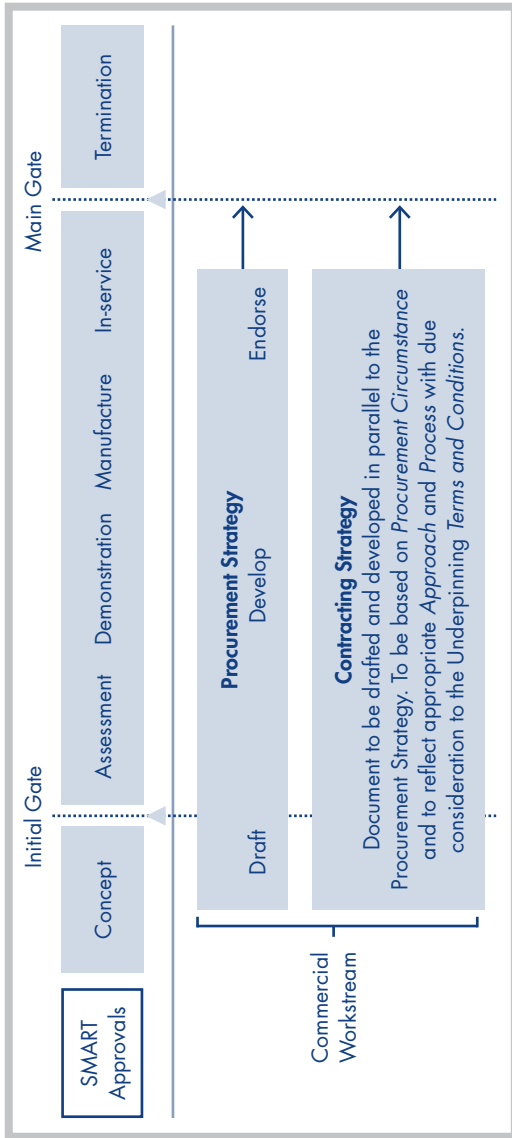 Initial Gate
Main Gate
SMART
Approvals
Concept
Assessment
Demonstration
Manufacture
In-service
Termination
Procurement Strategy
Draft
Develop
Endorse
Commercial
Workstream
Contracting Strategy
Document to be drafted and developed in parallel to the
Procurement Strategy. To be based on Procurement Circumstance
and to reflect appropriate Approach and Process with due
consideration to the Underpinning Terms and Conditions.